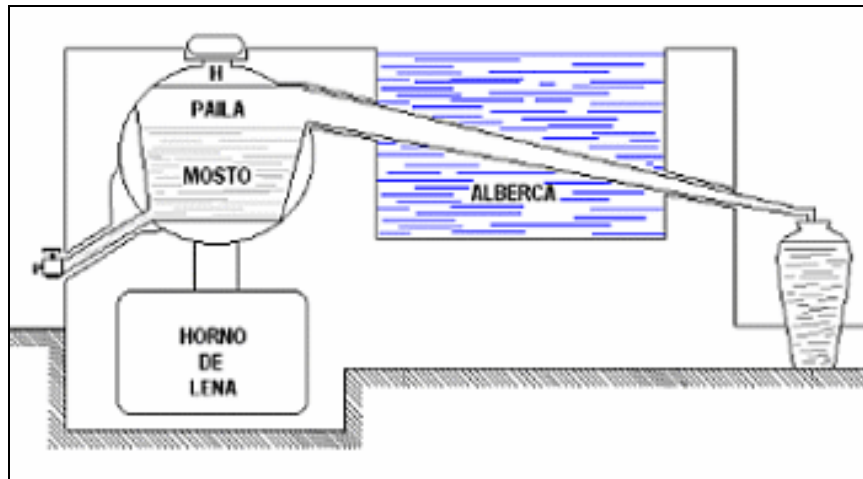 H
PAILA
MOSTO
ALBERCA
HORNO
DE
LENA